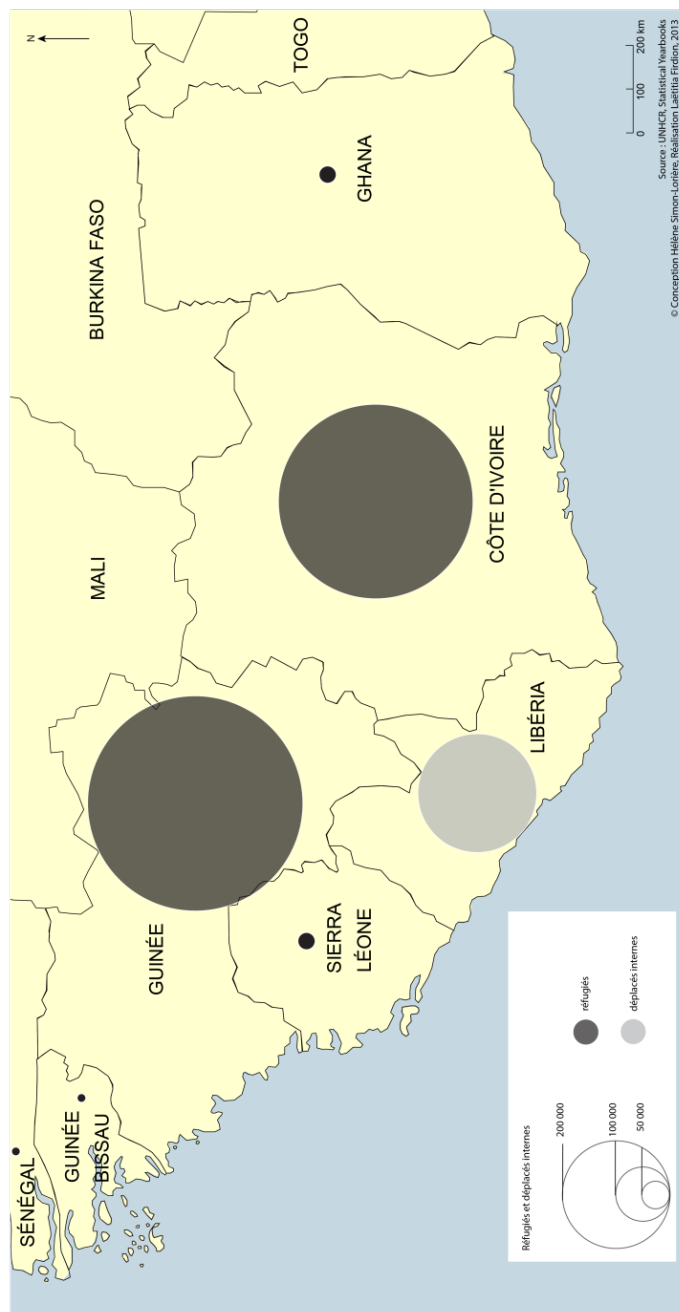 N
SÉNÉGAL
GUINÉE
BISSAU
GUINÉE
MALI
BURKINA FASO
TOGO
GHANA
SIERRA
LÉONE
LIBÉRIA
CÔTE D'IVOIRE
Réfugiés et déplacés internes
200 000
100 000
50 000
réfugiés
déplacés internes
0 100 200 km
Source : UNHCR, Statistical Yearbooks
© Conception Hélène Simon-Lorière, Réalisation Laëtitia Firdion, 2013